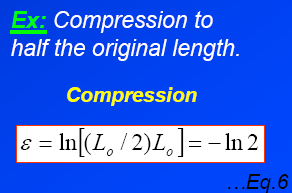 Ex: Compression to
half the original length.
Compression
ε = ln[(Lₒ / 2)Lₒ] = − ln 2
...Eq.6